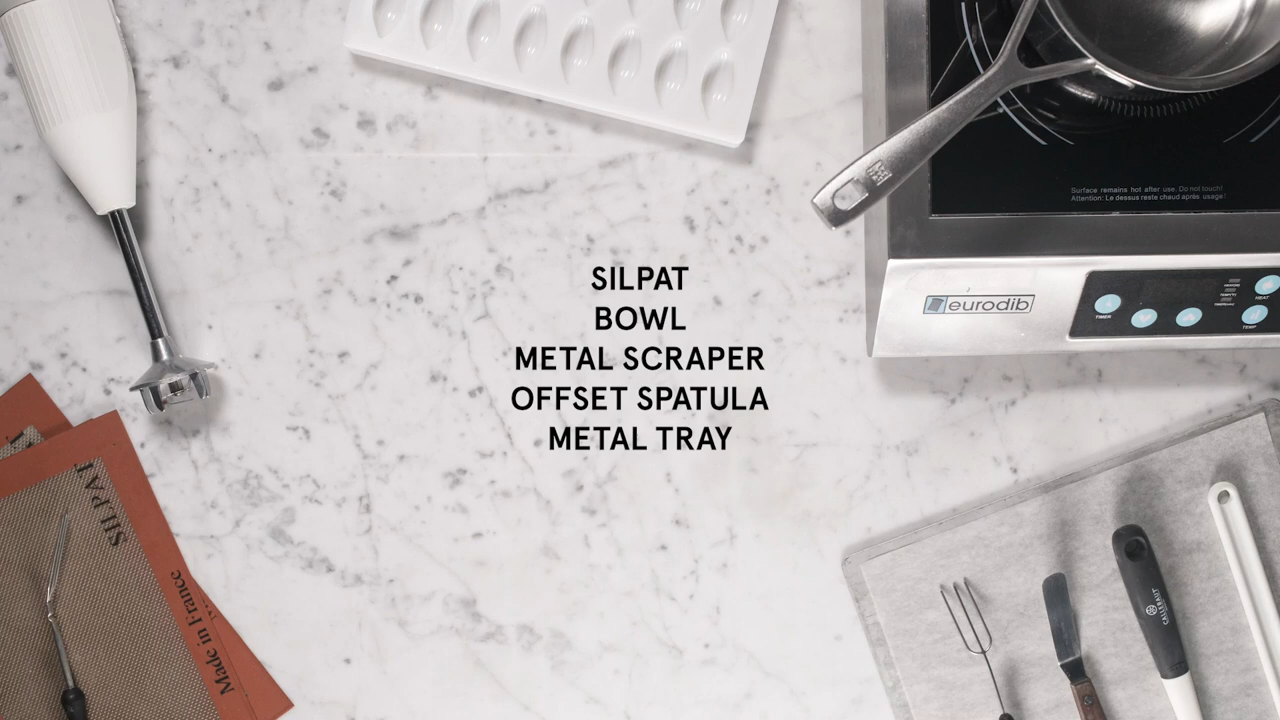 Surface remains hot after use. Do not touch!
Attention: Le dessus reste chaud après usage!
SILPAT
BOWL
METAL SCRAPER
OFFSET SPATULA
METAL TRAY
eurodib
TIMER
HEAT
TEMP
SILPAT
Made in France
CALLEBAUT